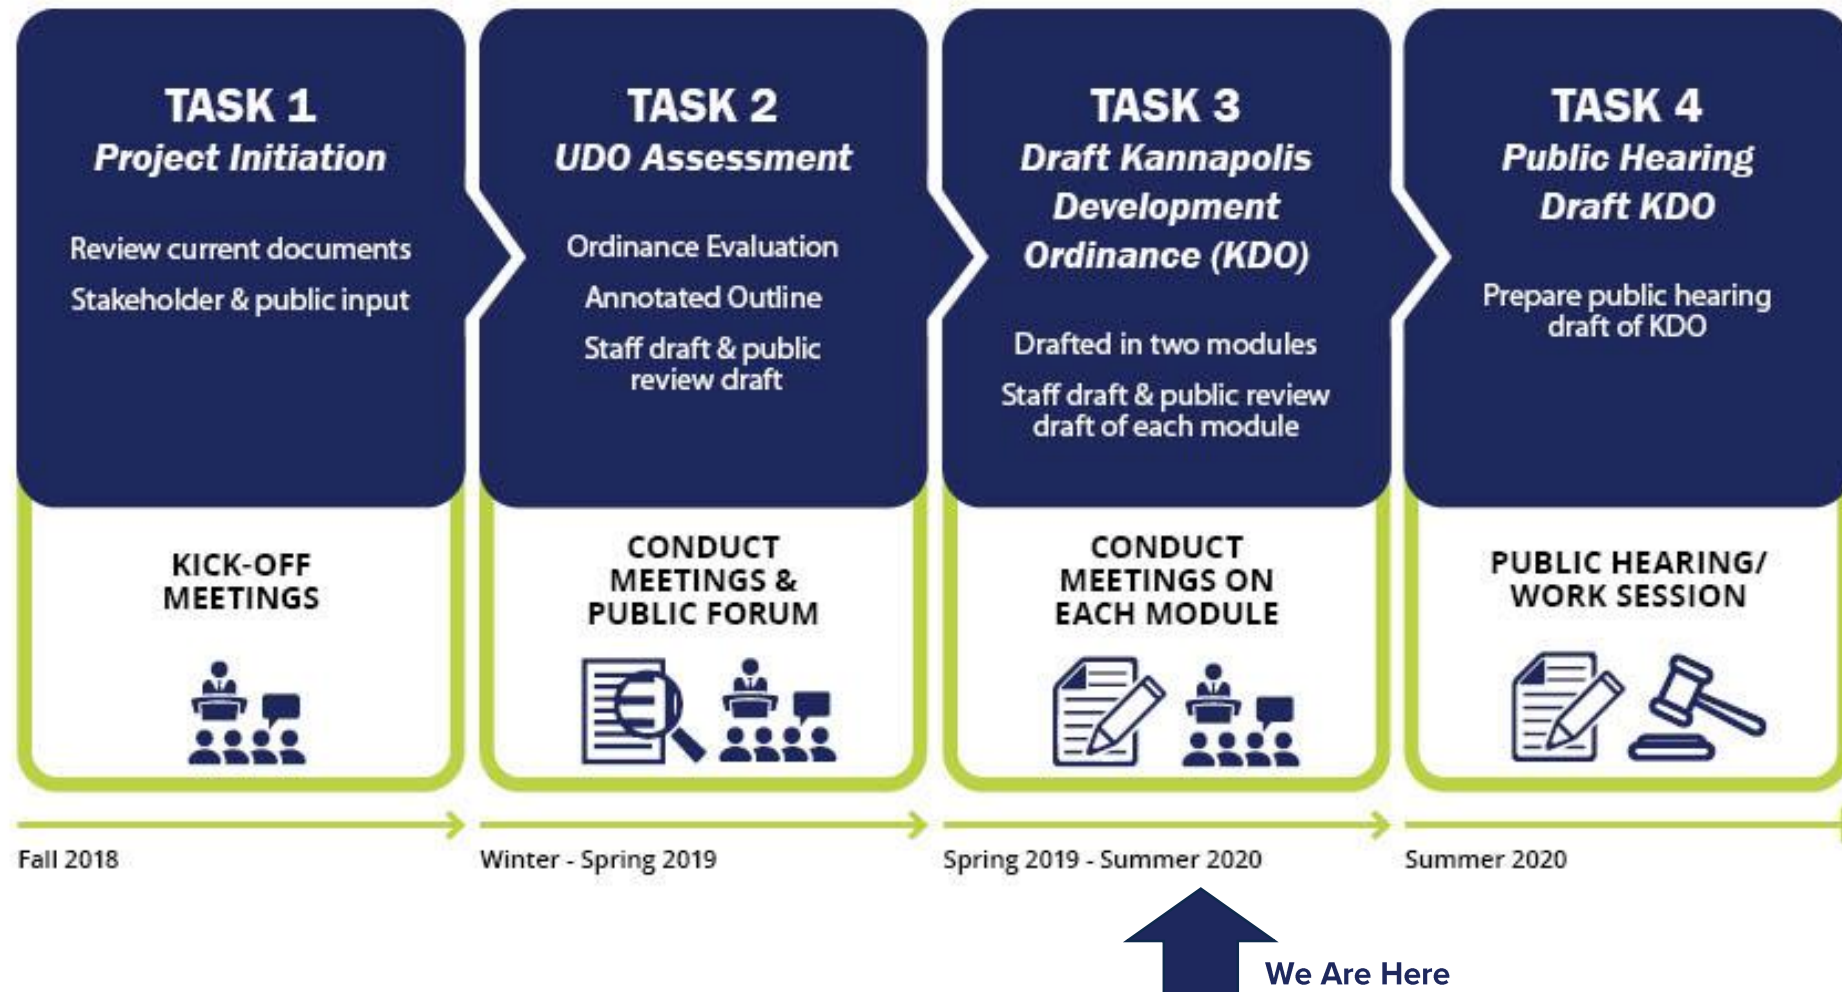 TASK 1
Project Initiation
Review current documents
Stakeholder & public input
KICK-OFF
MEETINGS
Fall 2018
TASK 2
UDO Assessment
Ordinance Evaluation
Annotated Outline
Staff draft & public
review draft
CONDUCT
MEETINGS &
PUBLIC FORUM
Winter - Spring 2019
TASK 3
Draft Kannapolis
Development
Ordinance (KDO)
Drafted in two modules
Staff draft & public review
draft of each module
CONDUCT
MEETINGS ON
EACH MODULE
Spring 2019 - Summer 2020
TASK 4
Public Hearing
Draft KDO
Prepare public hearing
draft of KDO
PUBLIC HEARING/
WORK SESSION
Summer 2020
We Are Here